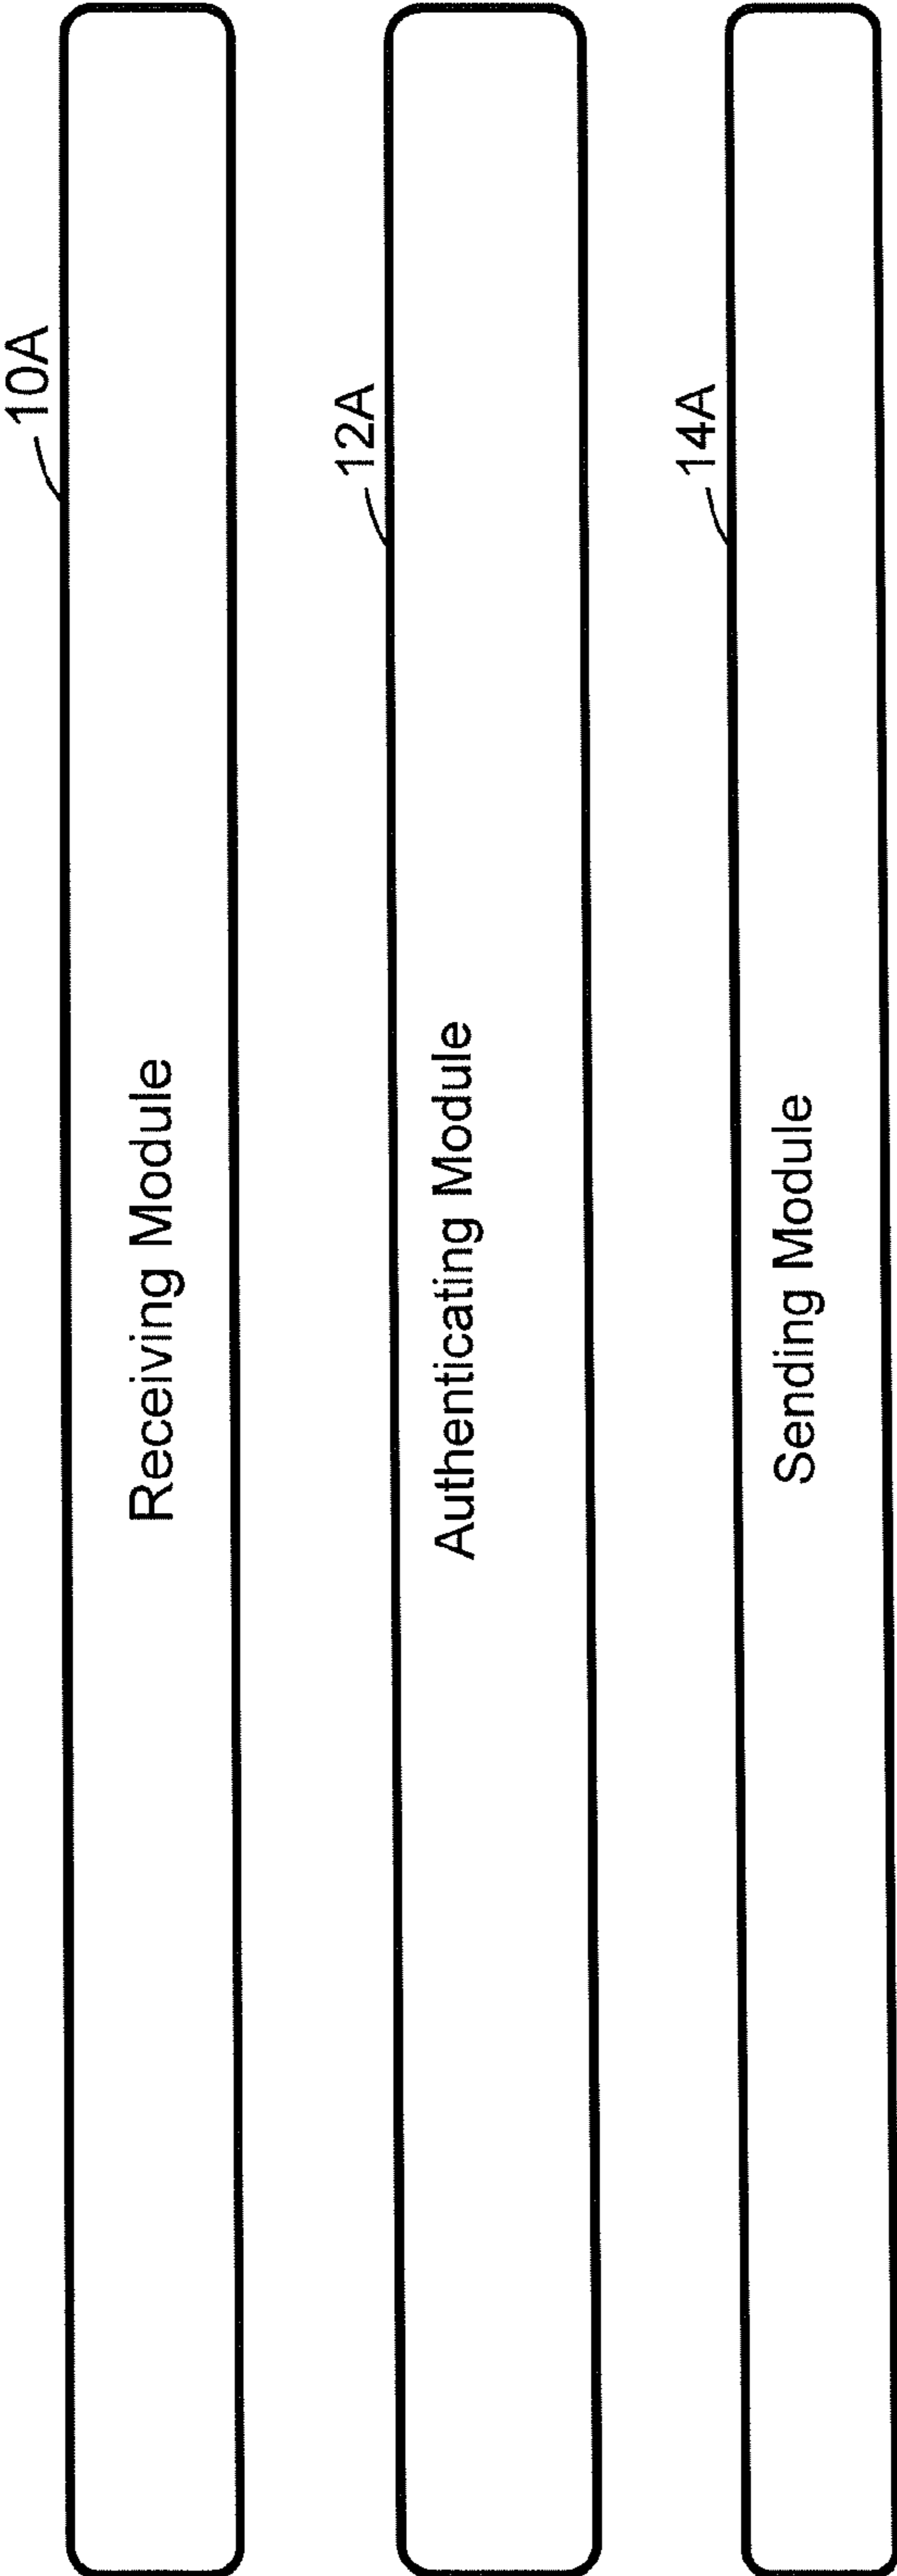 10A
Receiving Module
12A
Authenticating Module
14A
Sending Module